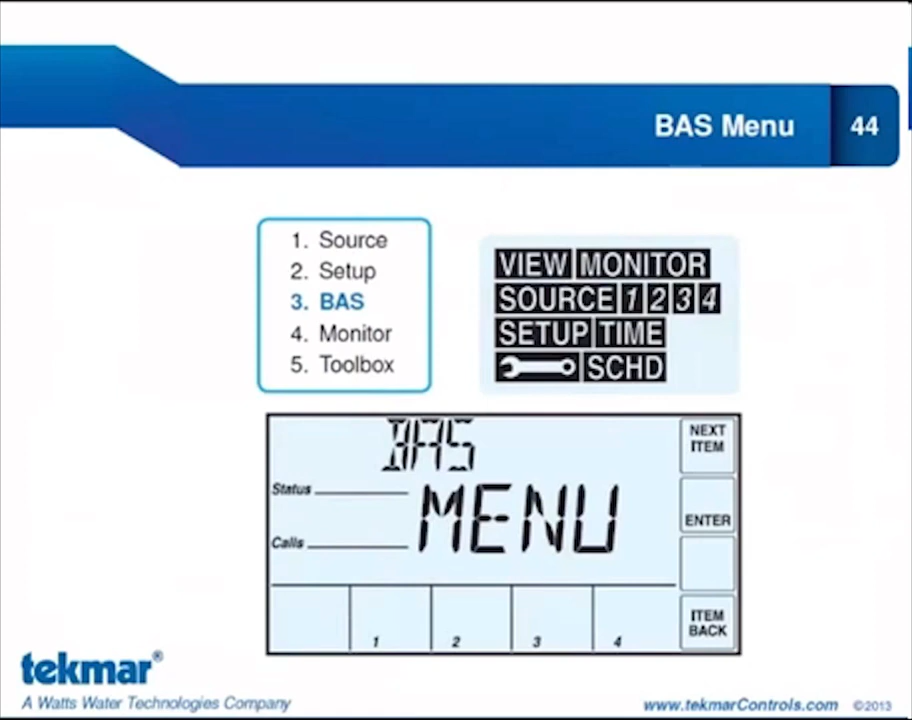 BAS Menu 44
1. Source
2. Setup
3. BAS
4. Monitor
5. Toolbox
VIEW MONITOR
SOURCE 1 2 3 4
SETUP TIME
SCHD
BAS
MENU
Status
Calls
1 2 3 4
NEXT
ITEM
ENTER
ITEM
BACK
tekmar®
A Watts Water Technologies Company
www.tekmarControls.com ©2013